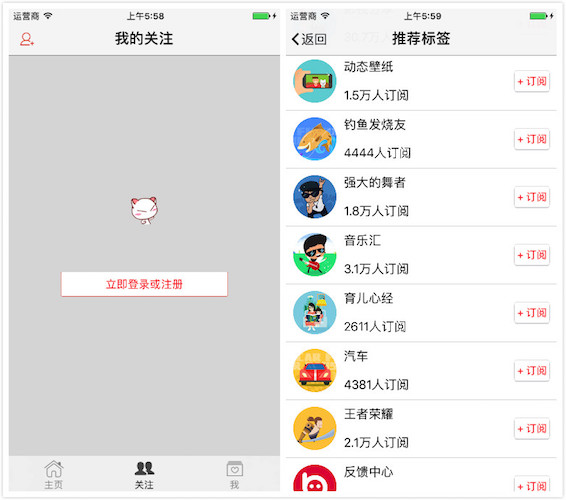 运营商
上午5:58
我的关注
立即登录或注册
主页
关注
我
运营商
上午5:59
返回
推荐标签
动态壁纸
1.5万人订阅
+ 订阅
钓鱼发烧友
4444人订阅
+ 订阅
强大的舞者
1.8万人订阅
+ 订阅
音乐汇
3.1万人订阅
+ 订阅
育儿心经
2611人订阅
+ 订阅
汽车
4381人订阅
+ 订阅
王者荣耀
2.1万人订阅
+ 订阅
反馈中心